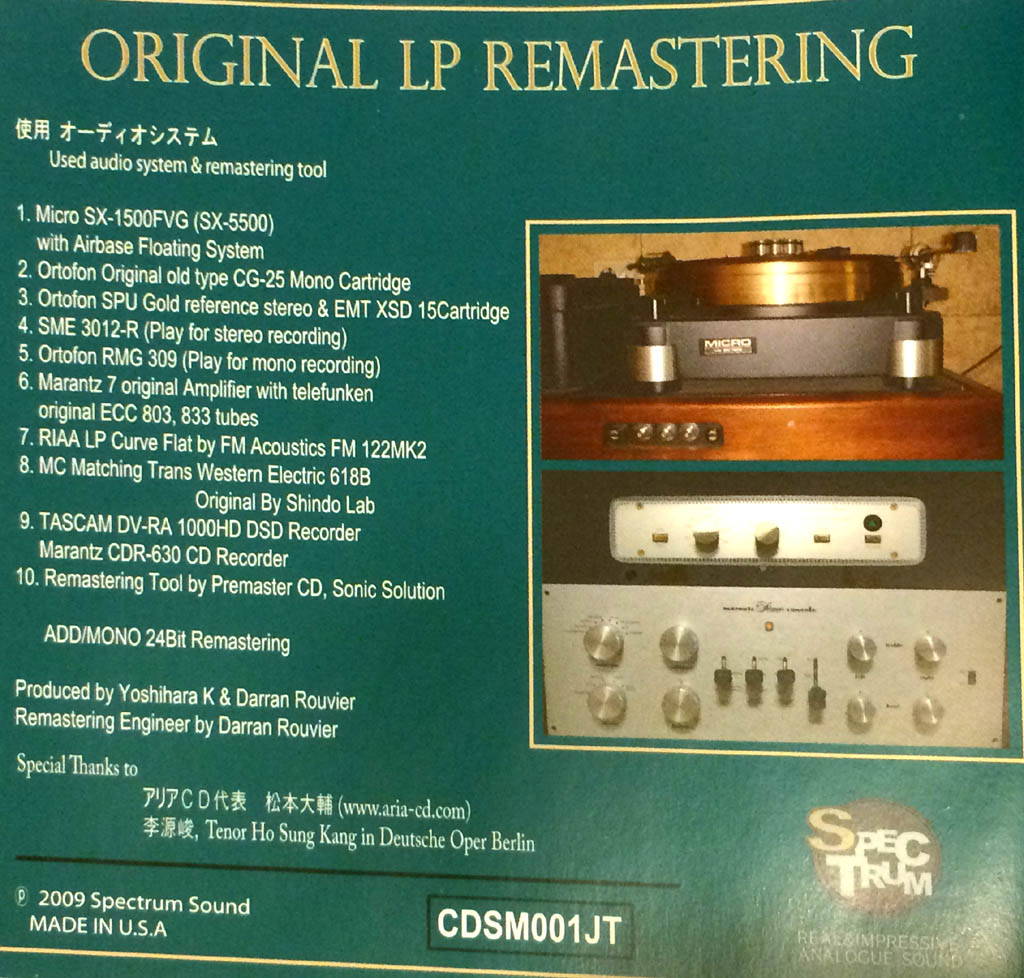 ORIGINAL LP REMASTERING
使用 オーディオシステム
Used audio system & remastering tool
1. Micro SX-1500FVG (SX-5500)
with Airbase Floating System
2. Ortofon Original old type CG-25 Mono Cartridge
3. Ortofon SPU Gold reference stereo & EMT XSD 15Cartridge
4. SME 3012-R (Play for stereo recording)
5. Ortofon RMG 309 (Play for mono recording)
6. Marantz 7 original Amplifier with telefunken
original ECC 803, 833 tubes
7. RIAA LP Curve Flat by FM Acoustics FM 122MK2
8. MC Matching Trans Western Electric 618B
Original By Shindo Lab
9. TASCAM DV-RA 1000HD DSD Recorder
Marantz CDR-630 CD Recorder
10. Remastering Tool by Premaster CD, Sonic Solution
ADD/MONO 24Bit Remastering
Produced by Yoshihara K & Darran Rouvier
Remastering Engineer by Darran Rouvier
Special Thanks to
アリアCD代表 松本大輔 (www.aria-cd.com)
李源峻, Tenor Ho Sung Kang in Deutsche Oper Berlin
℗ 2009 Spectrum Sound
MADE IN U.S.A
CDSM001JT
MICRO
SPECTRUM
REAL&IMPRESSIVE
ANALOGUE SOUND